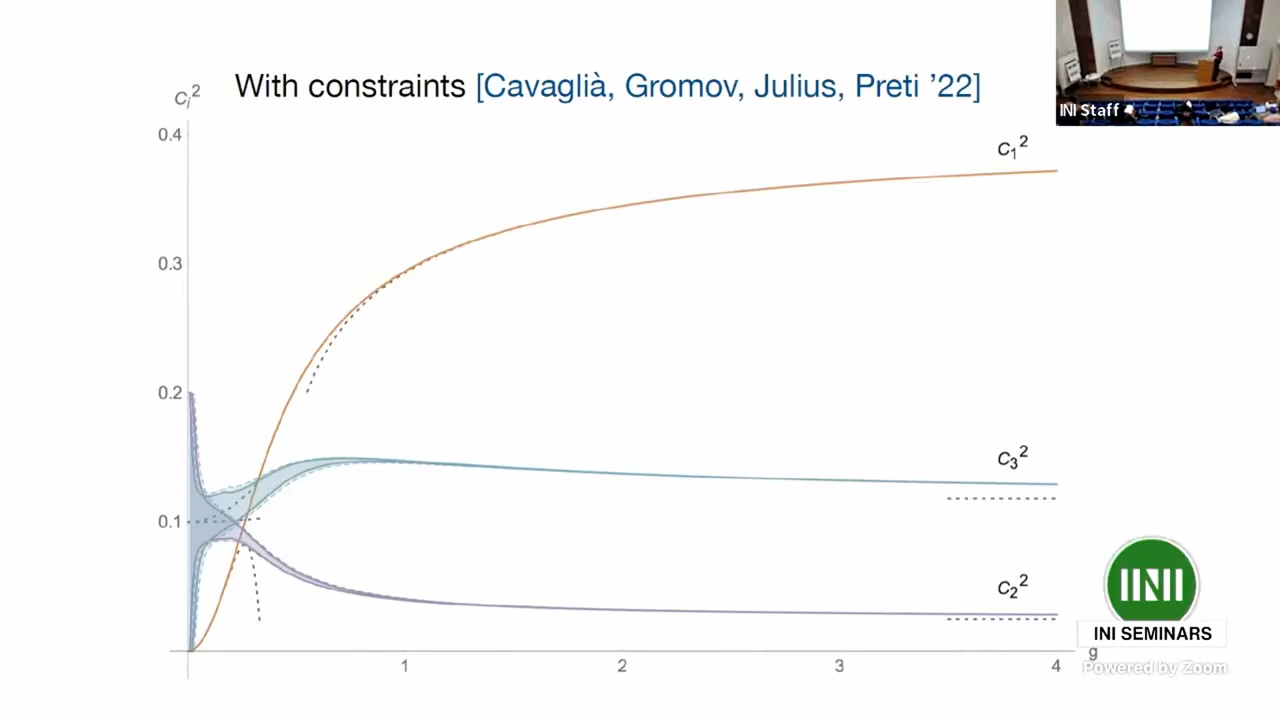 With constraints [Cavaglià, Gromov, Julius, Preti ’22]
INI Staff
C_i^2
0.4
0.3
0.2
0.1
C_1^2
C_3^2
C_2^2
1
2
3
4
g
INI SEMINARS
Powered by Zoom